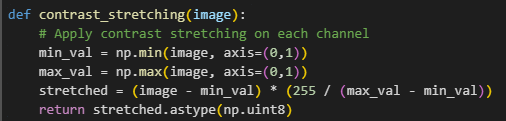 def contrast_stretching(image):
    # Apply contrast stretching on each channel
    min_val = np.min(image, axis=(0,1))
    max_val = np.max(image, axis=(0,1))
    stretched = (image - min_val) * (255 / (max_val - min_val))
    return stretched.astype(np.uint8)